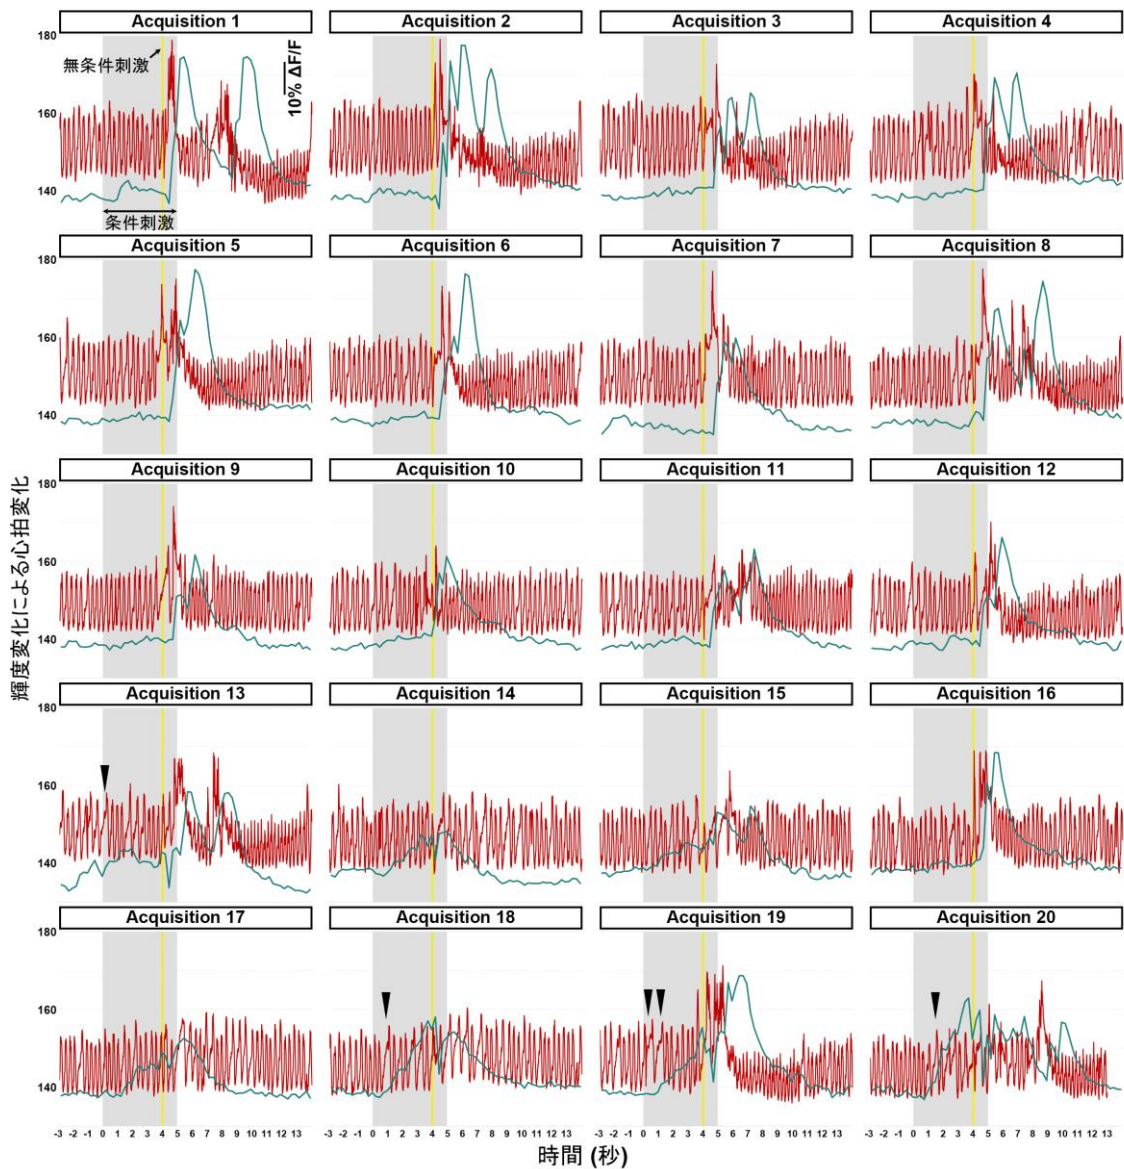 Acquisition 1
Acquisition 2
Acquisition 3
Acquisition 4
180
160
140
無条件刺激
10% ΔF/F
条件刺激
Acquisition 5
Acquisition 6
Acquisition 7
Acquisition 8
180
160
140
Acquisition 9
Acquisition 10
Acquisition 11
Acquisition 12
180
160
140
輝度変化による心拍変化
Acquisition 13
Acquisition 14
Acquisition 15
Acquisition 16
180
160
140
Acquisition 17
Acquisition 18
Acquisition 19
Acquisition 20
180
160
140
-3 -2 -1 0 1 2 3 4 5 6 7 8 9 10 11 12 13
-3 -2 -1 0 1 2 3 4 5 6 7 8 9 10 11 12 13
-3 -2 -1 0 1 2 3 4 5 6 7 8 9 10 11 12 13
-3 -2 -1 0 1 2 3 4 5 6 7 8 9 10 11 12 13
時間 (秒)